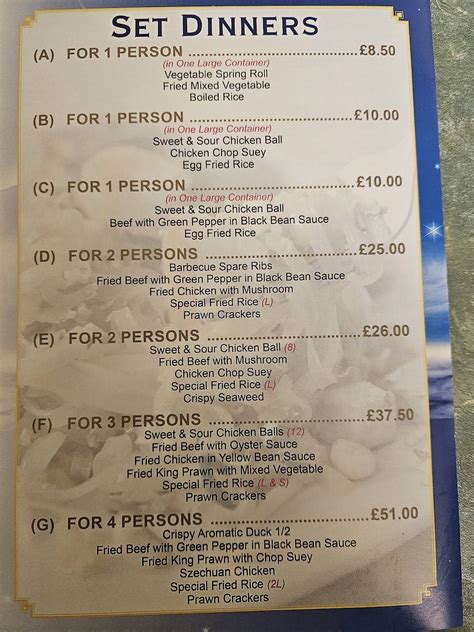 SET DINNERS
(A) FOR 1 PERSON ........................................ £8.50
(in One Large Container)
Vegetable Spring Roll
Fried Mixed Vegetable
Boiled Rice
(B) FOR 1 PERSON ........................................ £10.00
(in One Large Container)
Sweet & Sour Chicken Ball
Chicken Chop Suey
Egg Fried Rice
(C) FOR 1 PERSON ........................................ £10.00
(in One Large Container)
Sweet & Sour Chicken Ball
Beef with Green Pepper in Black Bean Sauce
Egg Fried Rice
(D) FOR 2 PERSONS ........................................ £25.00
Barbecue Spare Ribs
Fried Beef with Green Pepper in Black Bean Sauce
Fried Chicken with Mushroom
Special Fried Rice (L)
Prawn Crackers
(E) FOR 2 PERSONS ........................................ £26.00
Sweet & Sour Chicken Ball (8)
Fried Beef with Mushroom
Chicken Chop Suey
Special Fried Rice (L)
Crispy Seaweed
(F) FOR 3 PERSONS ........................................ £37.50
Sweet & Sour Chicken Balls (12)
Fried Beef with Oyster Sauce
Fried Chicken in Yellow Bean Sauce
Fried King Prawn with Mixed Vegetable
Special Fried Rice (L & S)
Prawn Crackers
(G) FOR 4 PERSONS ........................................ £51.00
Crispy Aromatic Duck 1/2
Fried Beef with Green Pepper in Black Bean Sauce
Fried King Prawn with Chop Suey
Szechuan Chicken
Special Fried Rice (2L)
Prawn Crackers